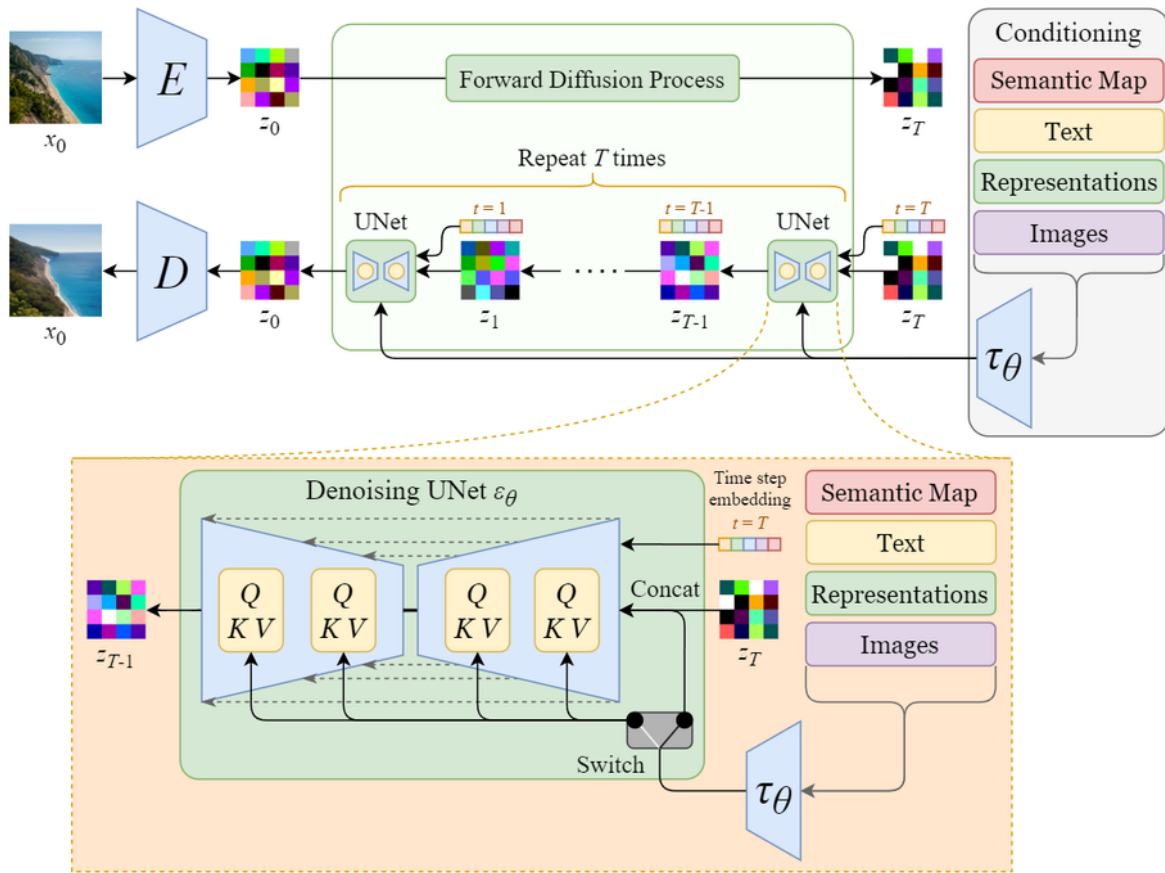 Conditioning
Semantic Map
Text
Representations
Images
τθ
x0
E
z0
Forward Diffusion Process
zT
Repeat T times
UNet
t = 1
t = T-1
UNet
t = T
x0
D
z0
z1
zT-1
zT
Denoising UNet εθ
Time step
embedding
t = T
Semantic Map
Text
Representations
Images
Q
K V
Q
K V
Q
K V
Q
K V
Concat
zT-1
zT
Switch
τθ